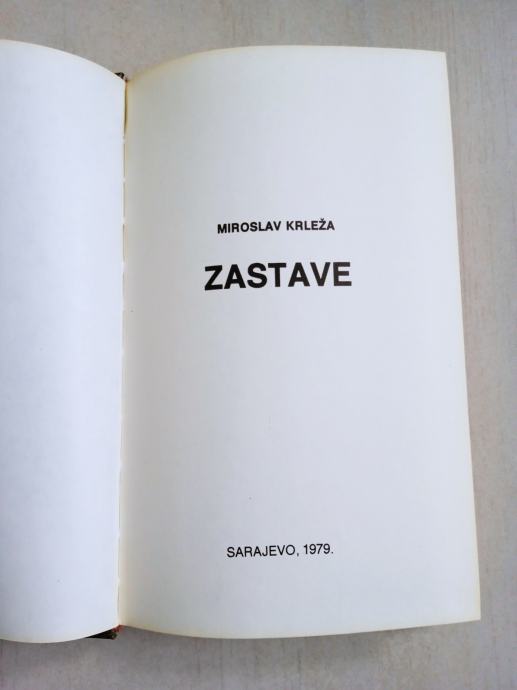 MIROSLAV KRLEŽA
ZASTAVE
SARAJEVO, 1979.